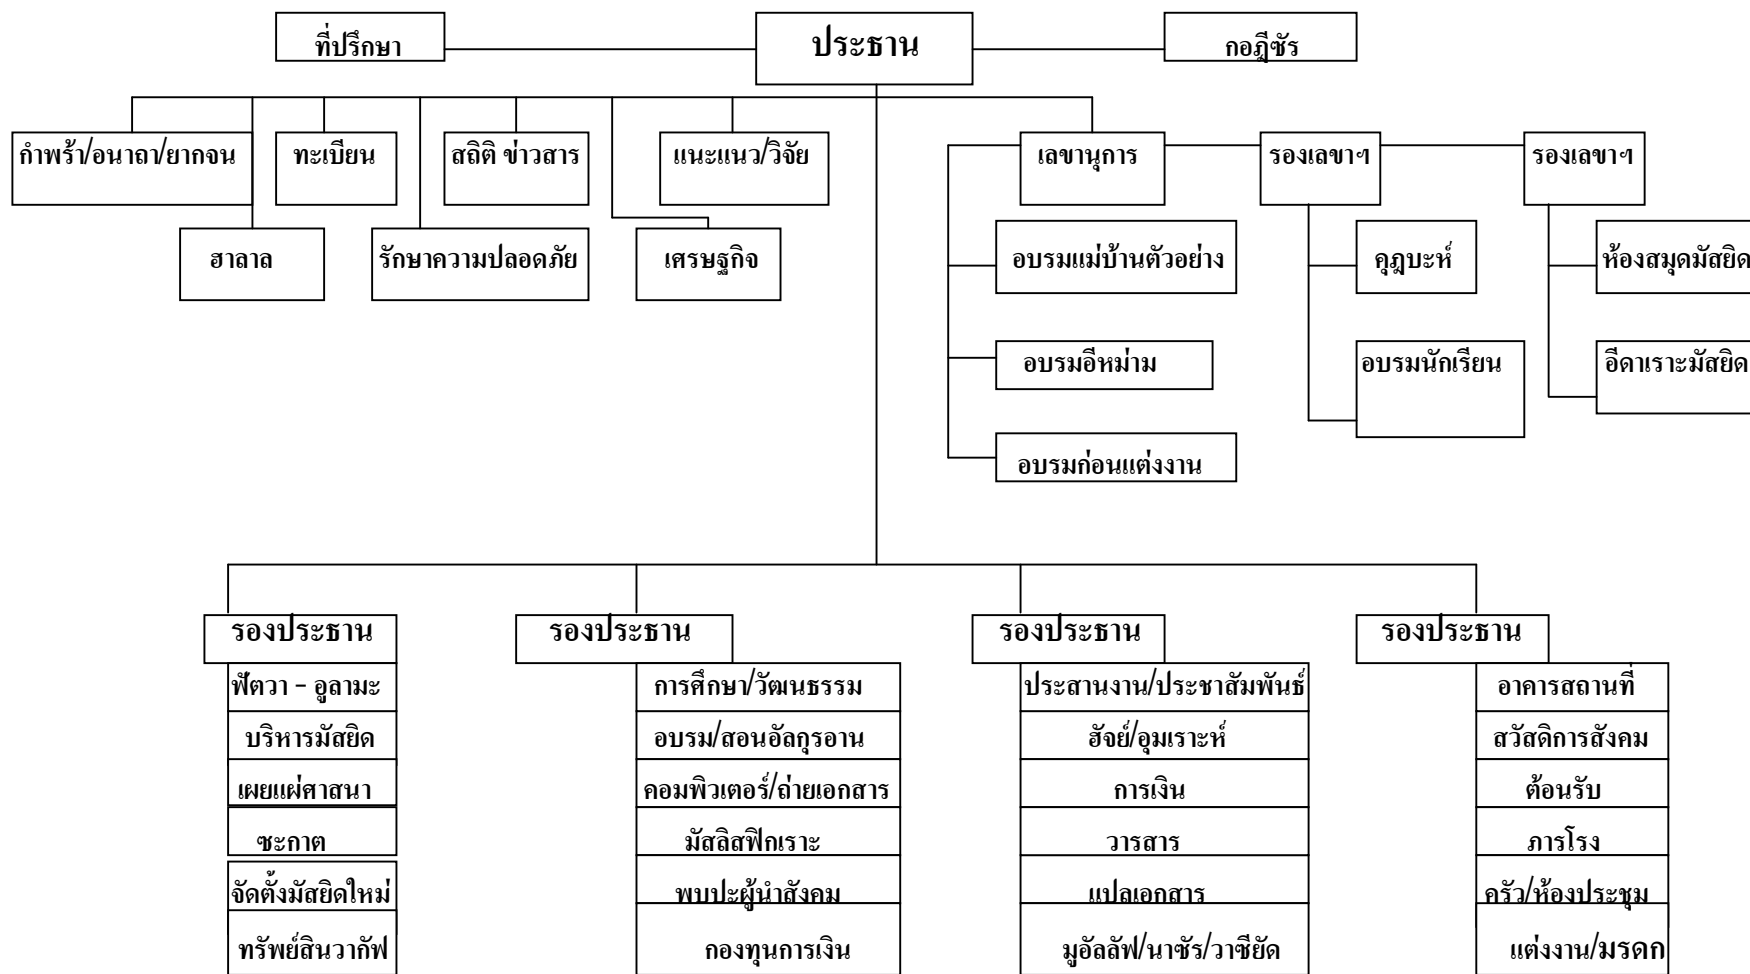 ที่ปรึกษา
ประธาน
กอฎีซัร
กำพร้า/อนาถา/ยากจน
ทะเบียน
สถิติ ข่าวสาร
แนะแนว/วิจัย
เลขานุการ
รองเลขาฯ
รองเลขาฯ
ฮาลาล
รักษาความปลอดภัย
เศรษฐกิจ
อบรมแม่บ้านตัวอย่าง
คุฎบะห์
ห้องสมุดมัสยิด
อบรมอีหม่าม
อบรมนักเรียน
อีดาเราะมัสยิด
อบรมก่อนแต่งงาน
รองประธาน
รองประธาน
รองประธาน
รองประธาน
ฟัตวา - อูลามะ
การศึกษา/วัฒนธรรม
ประสานงาน/ประชาสัมพันธ์
อาคารสถานที่
บริหารมัสยิด
อบรม/สอนอัลกุรอาน
ฮัจย์/อุมเราะห์
สวัสดิการสังคม
เผยแผ่ศาสนา
คอมพิวเตอร์/ถ่ายเอกสาร
การเงิน
ต้อนรับ
ซะกาต
มัสลิสฟิกเราะ
วารสาร
ภารโรง
จัดตั้งมัสยิดใหม่
พบปะผู้นำสังคม
แปลเอกสาร
ครัว/ห้องประชุม
ทรัพย์สินวากัฟ
กองทุนการเงิน
มูอัลลัฟ/นาซัร/วาซียัด
แต่งงาน/มรดก